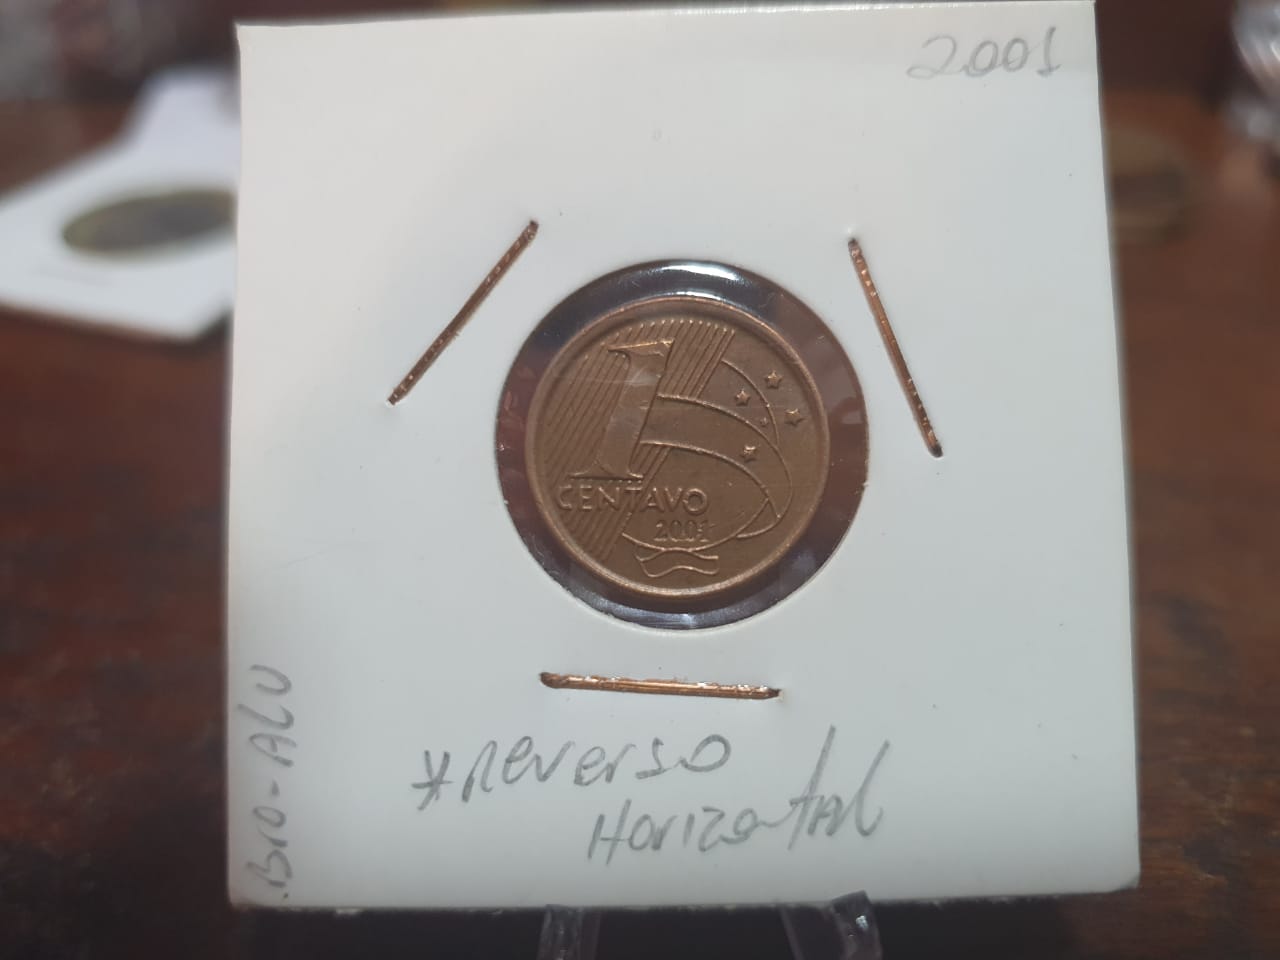 2001
1
CENTAVO
2001
*Reverso
Horizontal
Bro-ALU